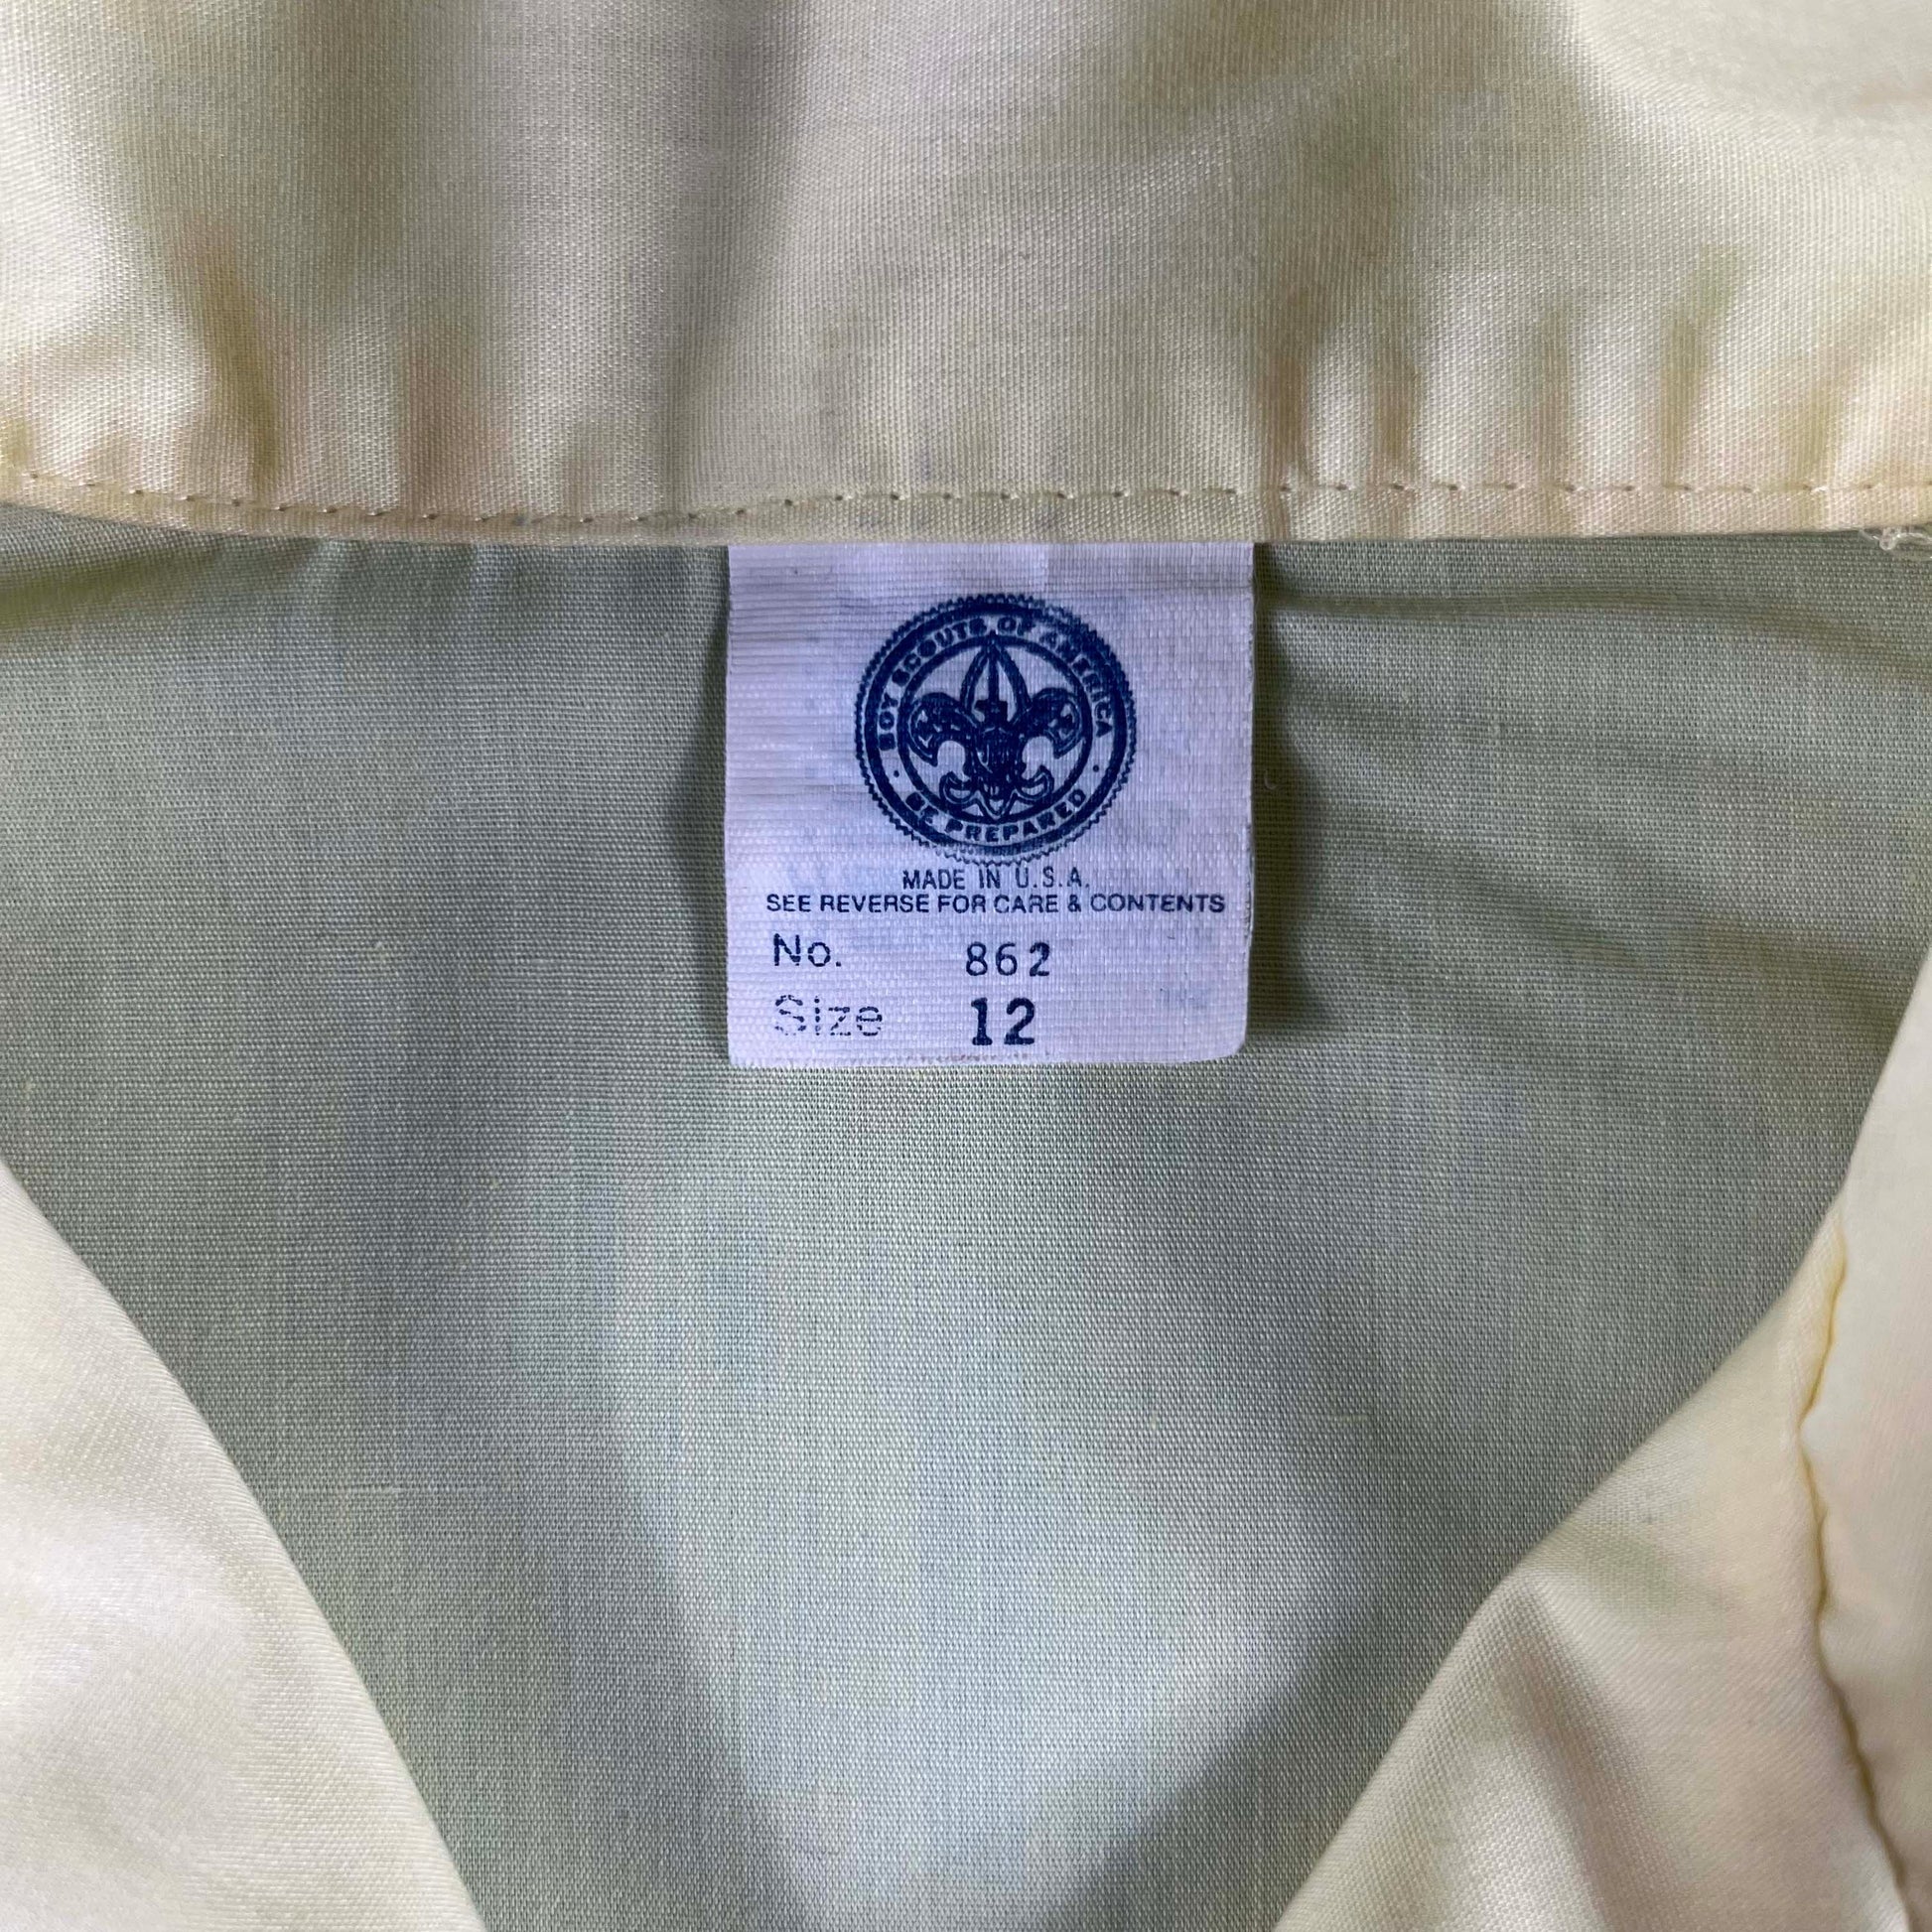 BOY SCOUTS OF AMERICA
BE PREPARED
MADE IN U.S.A.
SEE REVERSE FOR CARE & CONTENTS
No. 862
Size 12